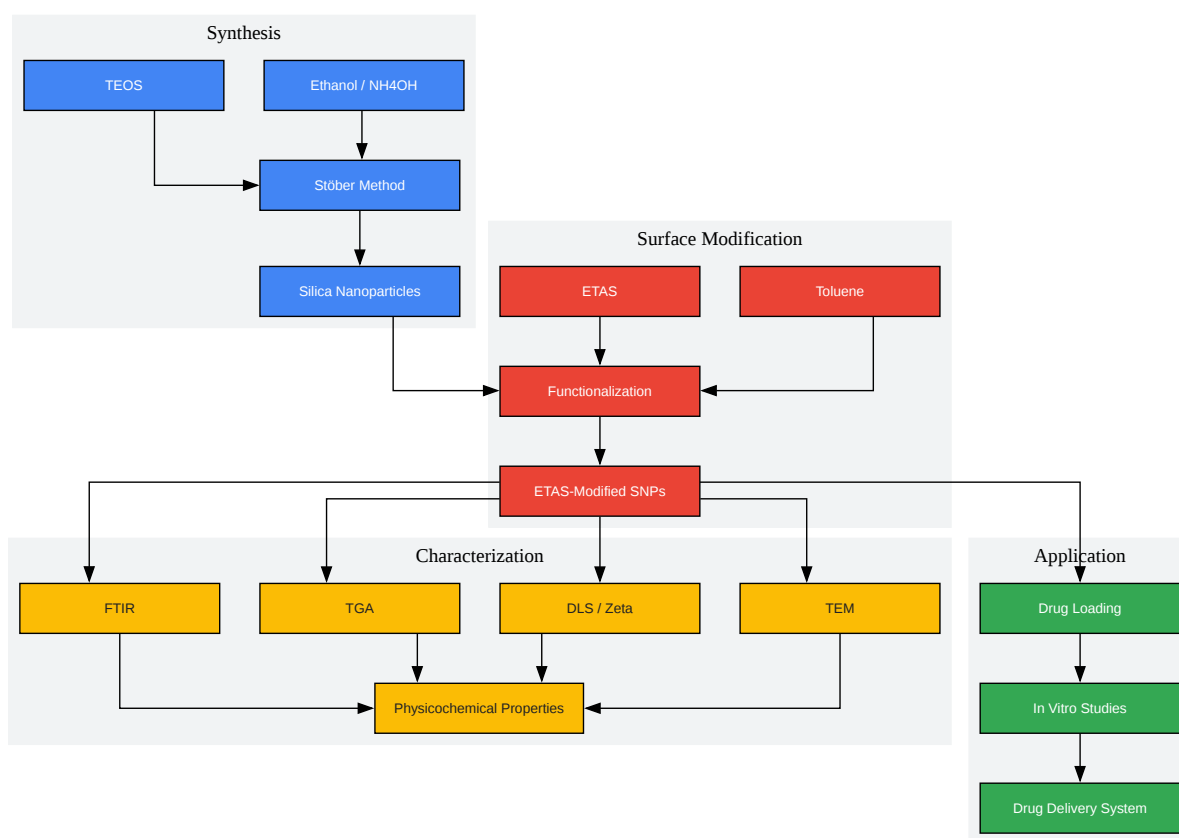 Synthesis
TEOS
Ethanol / NH4OH
Stöber Method
Silica Nanoparticles
Surface Modification
ETAS
Toluene
Functionalization
ETAS-Modified SNPs
Characterization
FTIR
TGA
DLS / Zeta
TEM
Physicochemical Properties
Application
Drug Loading
In Vitro Studies
Drug Delivery System